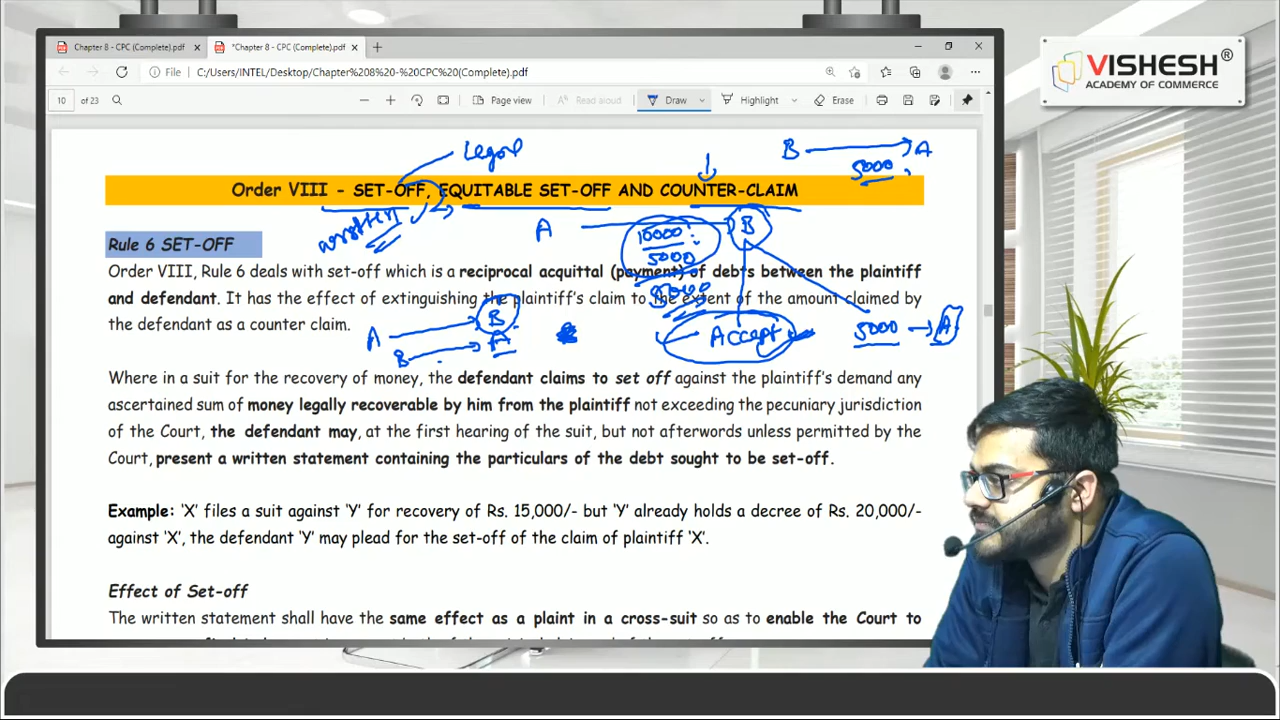 Chapter 8 - CPC (Complete).pdf
*Chapter 8 - CPC (Complete).pdf
File
C:/Users/INTEL/Desktop/Chapter%208%20-%20CPC%20(Complete).pdf
10 of 23
Page view
Read aloud
Draw
Highlight
Erase
VISHESH®
ACADEMY OF COMMERCE
Legal
B A
5000
Order VIII - SET-OFF, EQUITABLE SET-OFF AND COUNTER-CLAIM
written
A 10000 B
5000
Rule 6 SET-OFF
Order VIII, Rule 6 deals with set-off which is a reciprocal acquittal (payment) of debts between the plaintiff
and defendant. It has the effect of extinguishing the plaintiff's claim to the extent of the amount claimed by
the defendant as a counter claim.
5000
A B
B A
Accept 5000 A
Where in a suit for the recovery of money, the defendant claims to set off against the plaintiff's demand any
ascertained sum of money legally recoverable by him from the plaintiff not exceeding the pecuniary jurisdiction
of the Court, the defendant may, at the first hearing of the suit, but not afterwords unless permitted by the
Court, present a written statement containing the particulars of the debt sought to be set-off.
Example: 'X' files a suit against 'Y' for recovery of Rs. 15,000/- but 'Y' already holds a decree of Rs. 20,000/-
against 'X', the defendant 'Y' may plead for the set-off of the claim of plaintiff 'X'.
Effect of Set-off
The written statement shall have the same effect as a plaint in a cross-suit so as to enable the Court to